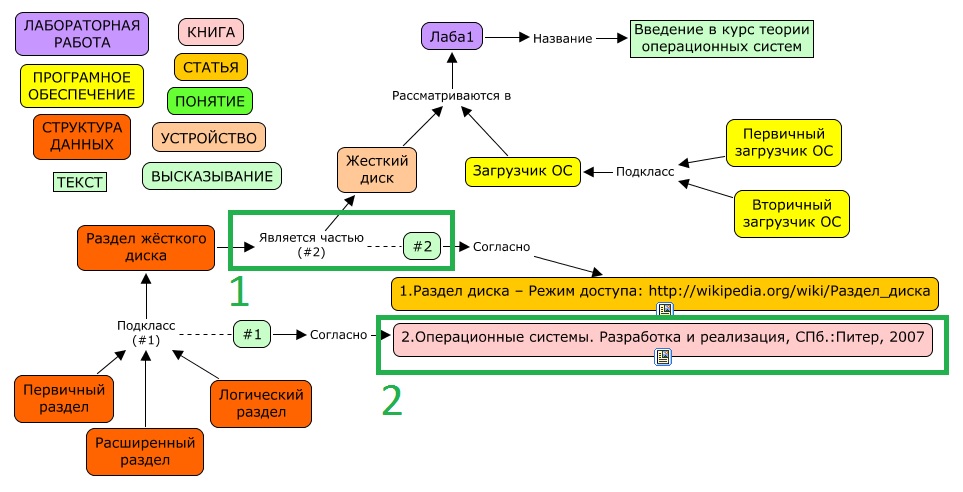 ЛАБОРАТОРНАЯ
РАБОТА
КНИГА
ПРОГРАМНОЕ
ОБЕСПЕЧЕНИЕ
СТАТЬЯ
СТРУКТУРА
ДАННЫХ
ПОНЯТИЕ
УСТРОЙСТВО
ТЕКСТ
ВЫСКАЗЫВАНИЕ
Лаба1
Название
Введение в курс теории
операционных систем
Рассматриваются в
Жесткий
диск
Загрузчик ОС
Подкласс
Первичный
загрузчик ОС
Вторичный
загрузчик ОС
Раздел жёсткого
диска
Является частью
(#2)
#2
Согласно
1
1.Раздел диска – Режим доступа: http://wikipedia.org/wiki/Раздел_диска
Подкласс
(#1)
#1
Согласно
2.Операционные системы. Разработка и реализация, СПб.:Питер, 2007
2
Первичный
раздел
Логический
раздел
Расширенный
раздел